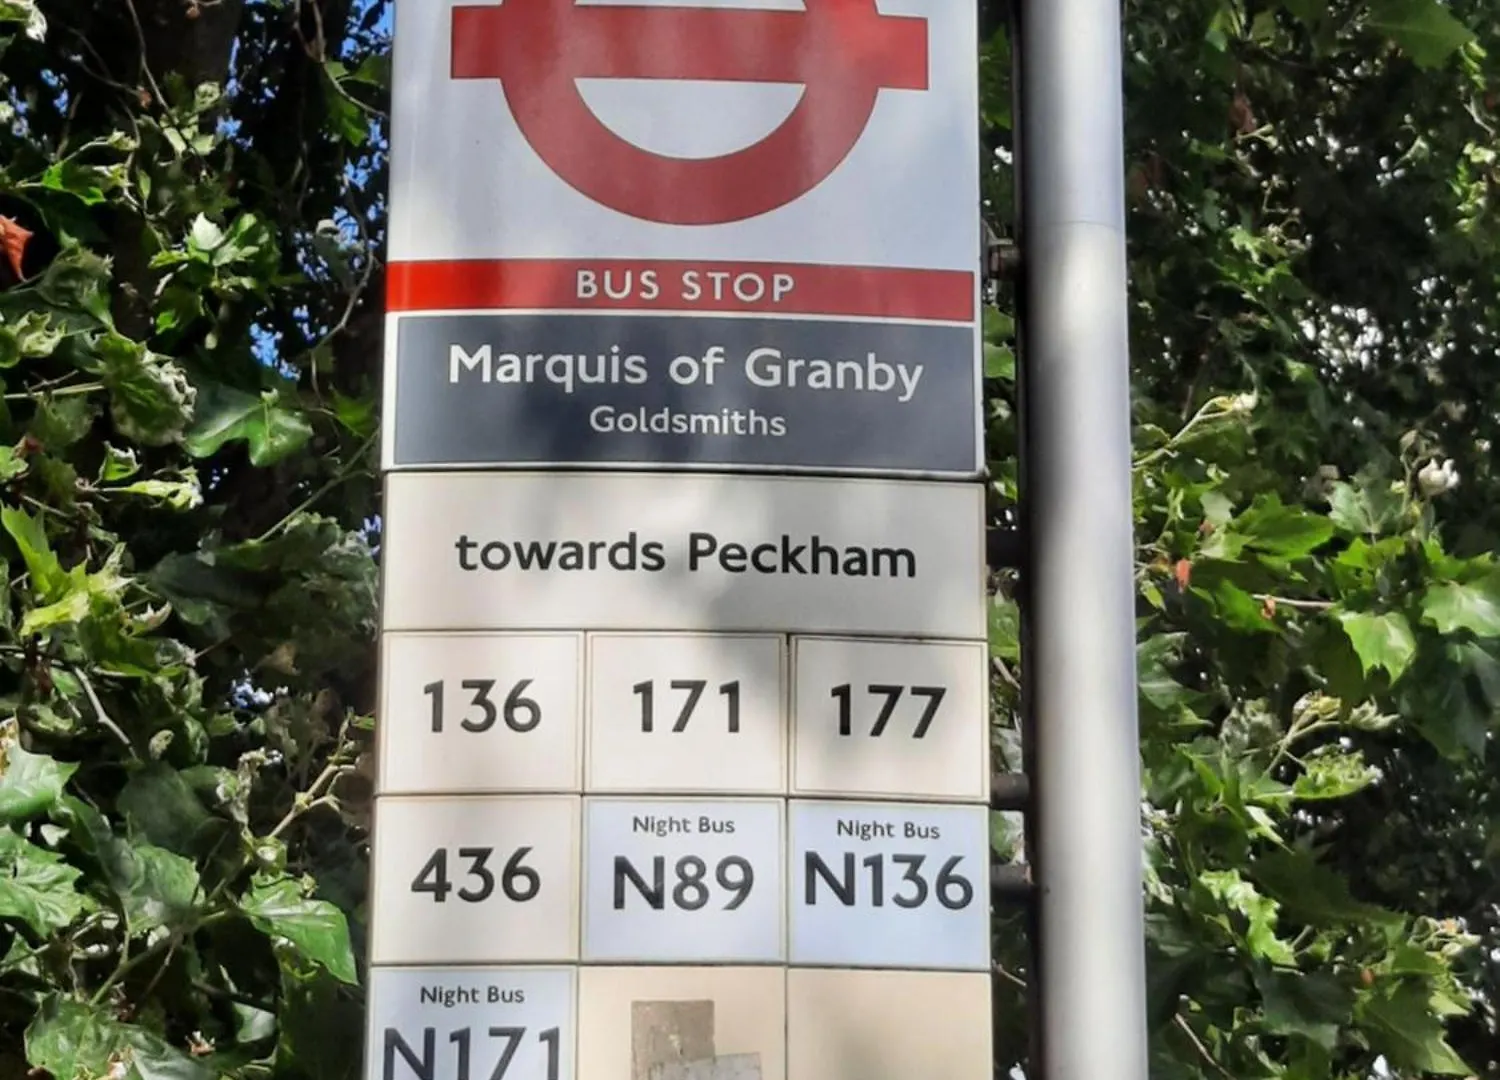 BUS STOP
Marquis of Granby
Goldsmiths
towards Peckham
136 171 177
436 Night Bus N89 Night Bus N136
Night Bus N171